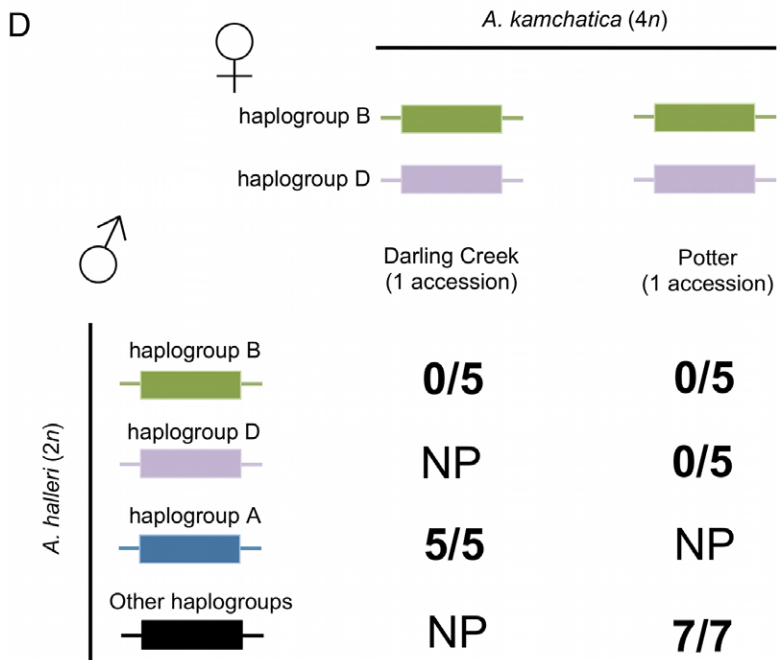 D
A. kamchatica (4n)
haplogroup B
haplogroup D
Darling Creek
(1 accession)
Potter
(1 accession)
A. halleri (2n)
haplogroup B
0/5
0/5
haplogroup D
NP
0/5
haplogroup A
5/5
NP
Other haplogroups
NP
7/7